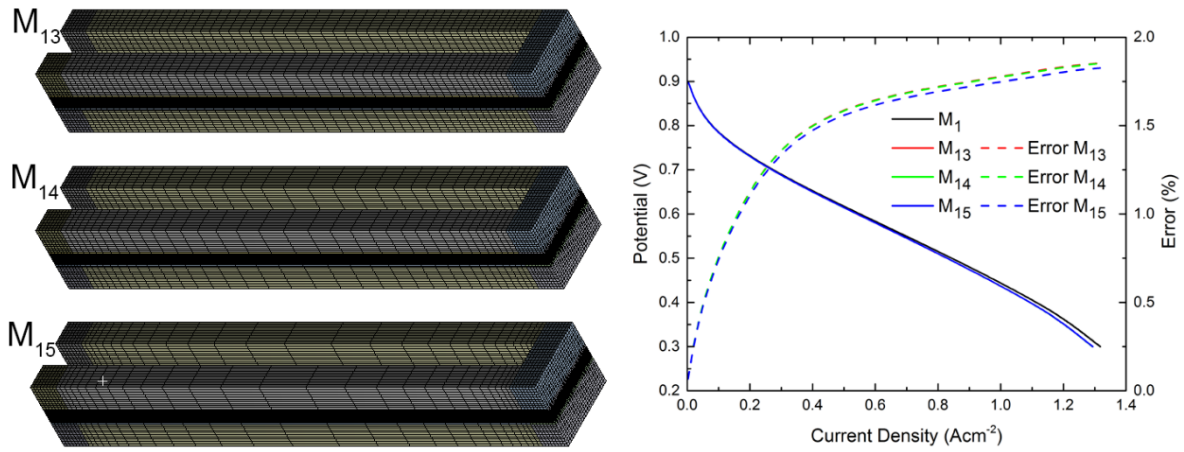 M13
M14
M15
1.0
0.9
0.8
0.7
0.6
0.5
0.4
0.3
0.2
Potential (V)
0.0 0.2 0.4 0.6 0.8 1.0 1.2 1.4
Current Density (Acm-2)
2.0
1.5
1.0
0.5
0.0
Error (%)
M1
M13 Error M13
M14 Error M14
M15 Error M15